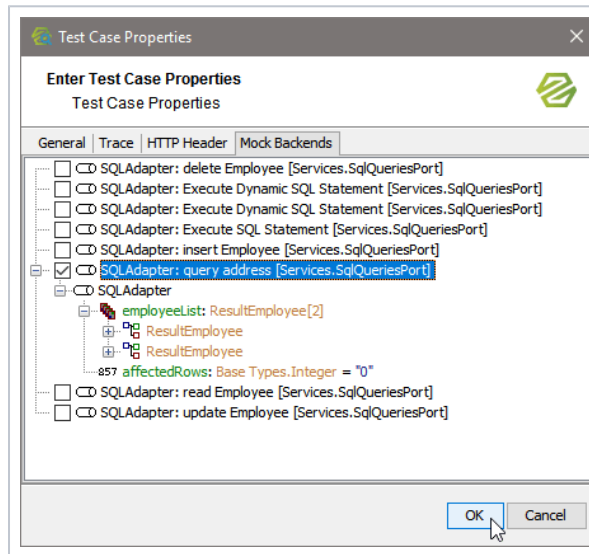 Test Case Properties
Enter Test Case Properties
Test Case Properties
General Trace HTTP Header Mock Backends
SQLAdapter: delete Employee [Services.SqlQueriesPort]
SQLAdapter: Execute Dynamic SQL Statement [Services.SqlQueriesPort]
SQLAdapter: Execute Dynamic SQL Statement [Services.SqlQueriesPort]
SQLAdapter: Execute SQL Statement [Services.SqlQueriesPort]
SQLAdapter: insert Employee [Services.SqlQueriesPort]
SQLAdapter: query address [Services.SqlQueriesPort]
SQLAdapter
employeeList: ResultEmployee[2]
ResultEmployee
ResultEmployee
857 affectedRows: Base Types.Integer = "0"
SQLAdapter: read Employee [Services.SqlQueriesPort]
SQLAdapter: update Employee [Services.SqlQueriesPort]
OK Cancel